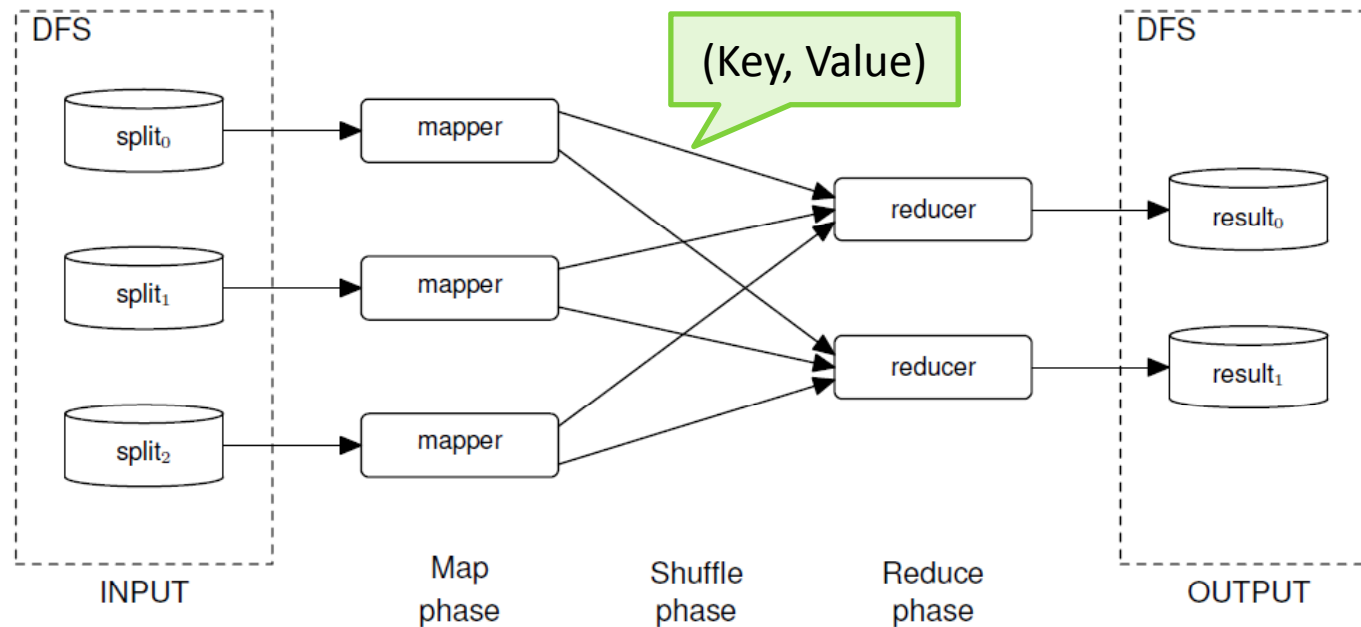 DFS
(Key, Value)
DFS
split₀
mapper
reducer
result₀
split₁
mapper
reducer
result₁
split₂
mapper
INPUT
Map
phase
Shuffle
phase
Reduce
phase
OUTPUT